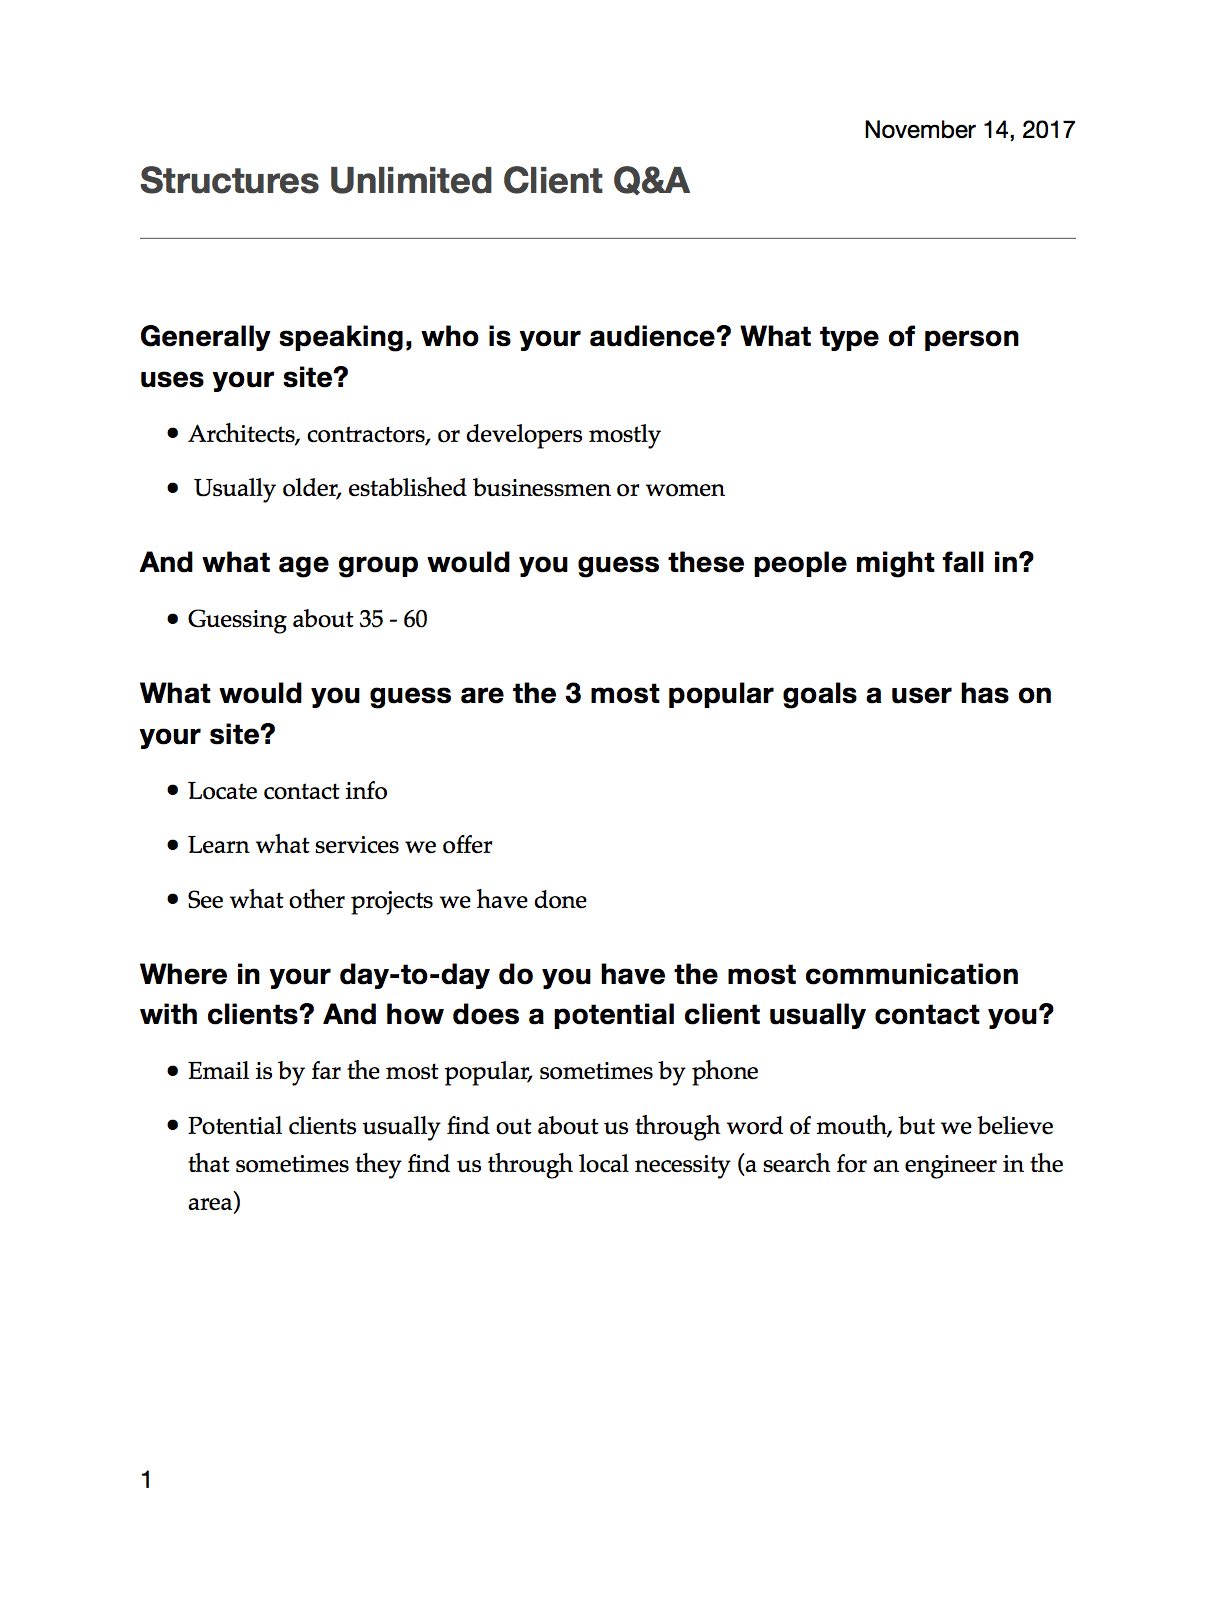 November 14, 2017
Structures Unlimited Client Q&A
Generally speaking, who is your audience? What type of person
uses your site?
• Architects, contractors, or developers mostly
• Usually older, established businessmen or women
And what age group would you guess these people might fall in?
• Guessing about 35 - 60
What would you guess are the 3 most popular goals a user has on
your site?
• Locate contact info
• Learn what services we offer
• See what other projects we have done
Where in your day-to-day do you have the most communication
with clients? And how does a potential client usually contact you?
• Email is by far the most popular, sometimes by phone
• Potential clients usually find out about us through word of mouth, but we believe
that sometimes they find us through local necessity (a search for an engineer in the
area)
1